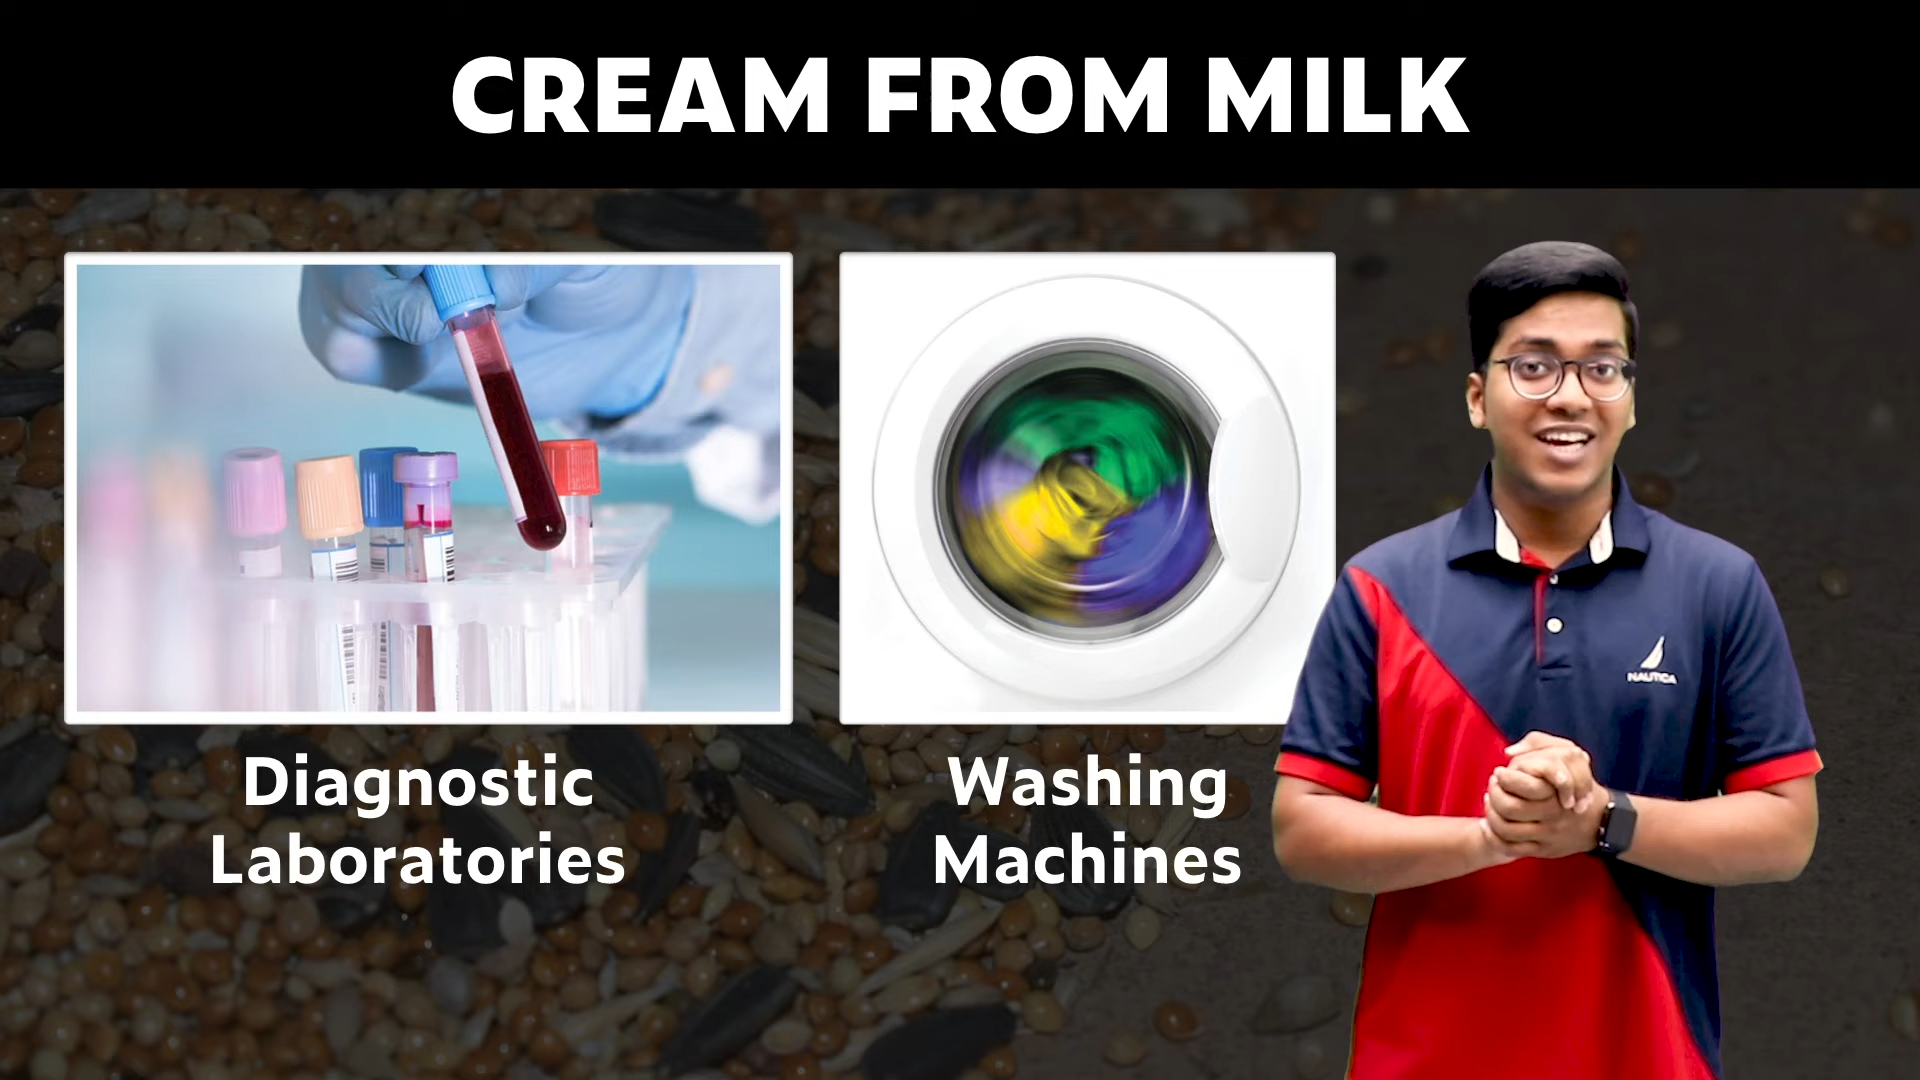 CREAM FROM MILK
Diagnostic
Laboratories
Washing
Machines
NAUTICA